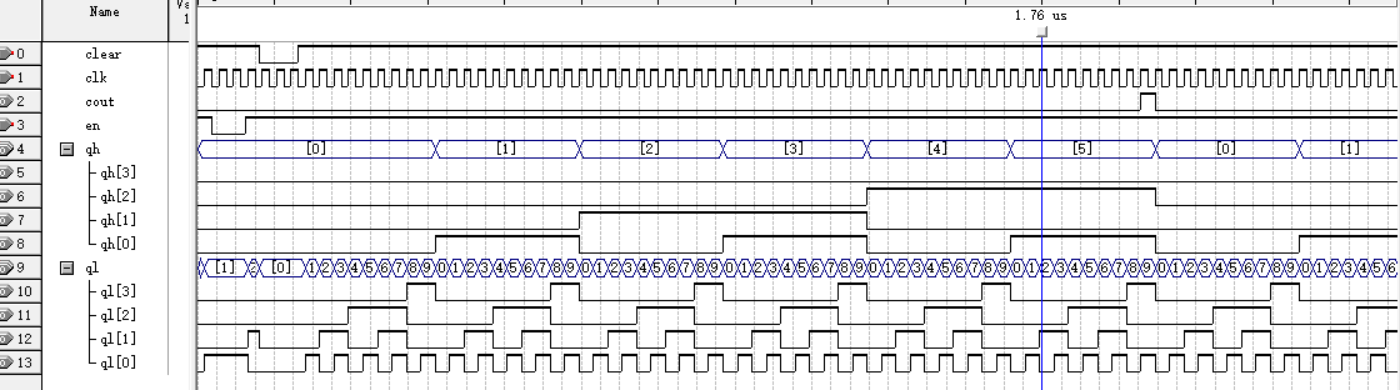 Name
1
1.76 us
0 clear
1 clk
2 cout
3 en
4 qh [0] [1] [2] [3] [4] [5] [0] [1]
5 qh[3]
6 qh[2]
7 qh[1]
8 qh[0]
9 ql [1] 2 [0] 1 2 3 4 5 6 7 8 9 0 1 2 3 4 5 6 7 8 9 0 1 2 3 4 5 6 7 8 9 0 1 2 3 4 5 6 7 8 9 0 1 2 3 4 5 6 7 8 9 0 1 2 3 4 5 6 7 8 9 0 1 2 3 4 5 6 7 8 9 0 1 2 3 4 5 6
10 ql[3]
11 ql[2]
12 ql[1]
13 ql[0]